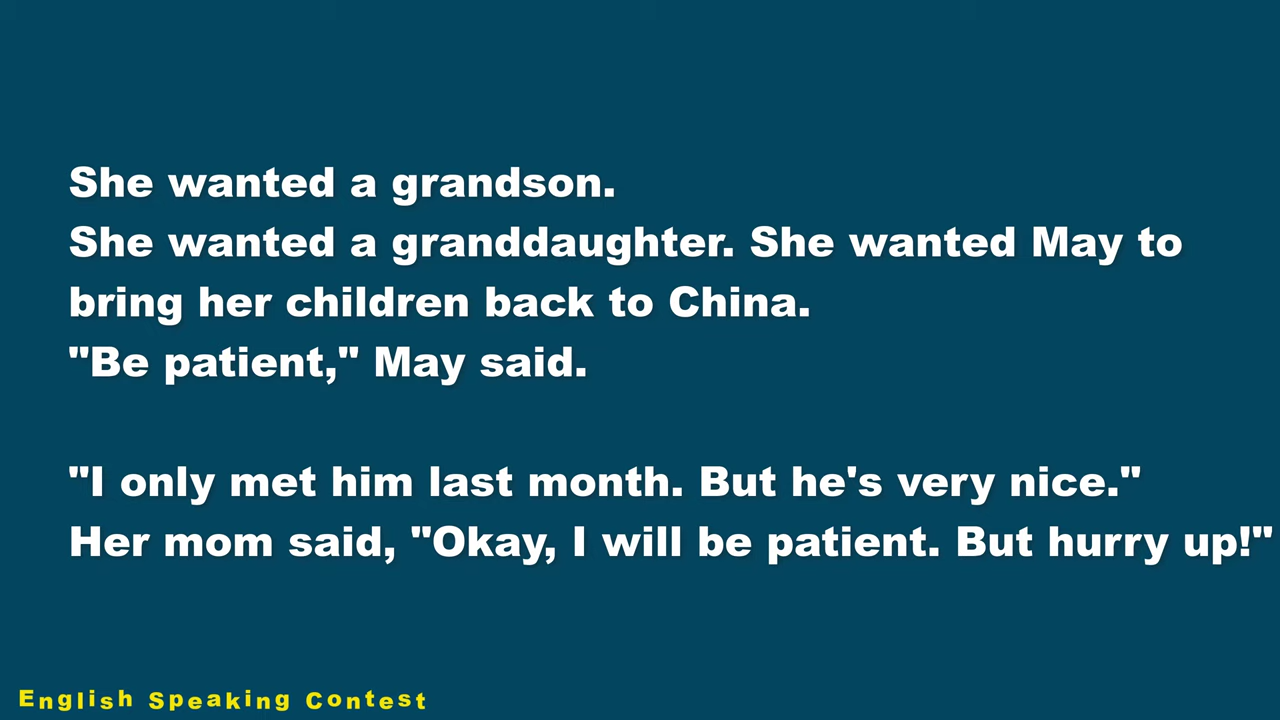 She wanted a grandson.
She wanted a granddaughter. She wanted May to
bring her children back to China.
"Be patient," May said.
"I only met him last month. But he's very nice."
Her mom said, "Okay, I will be patient. But hurry up!"
English Speaking Contest